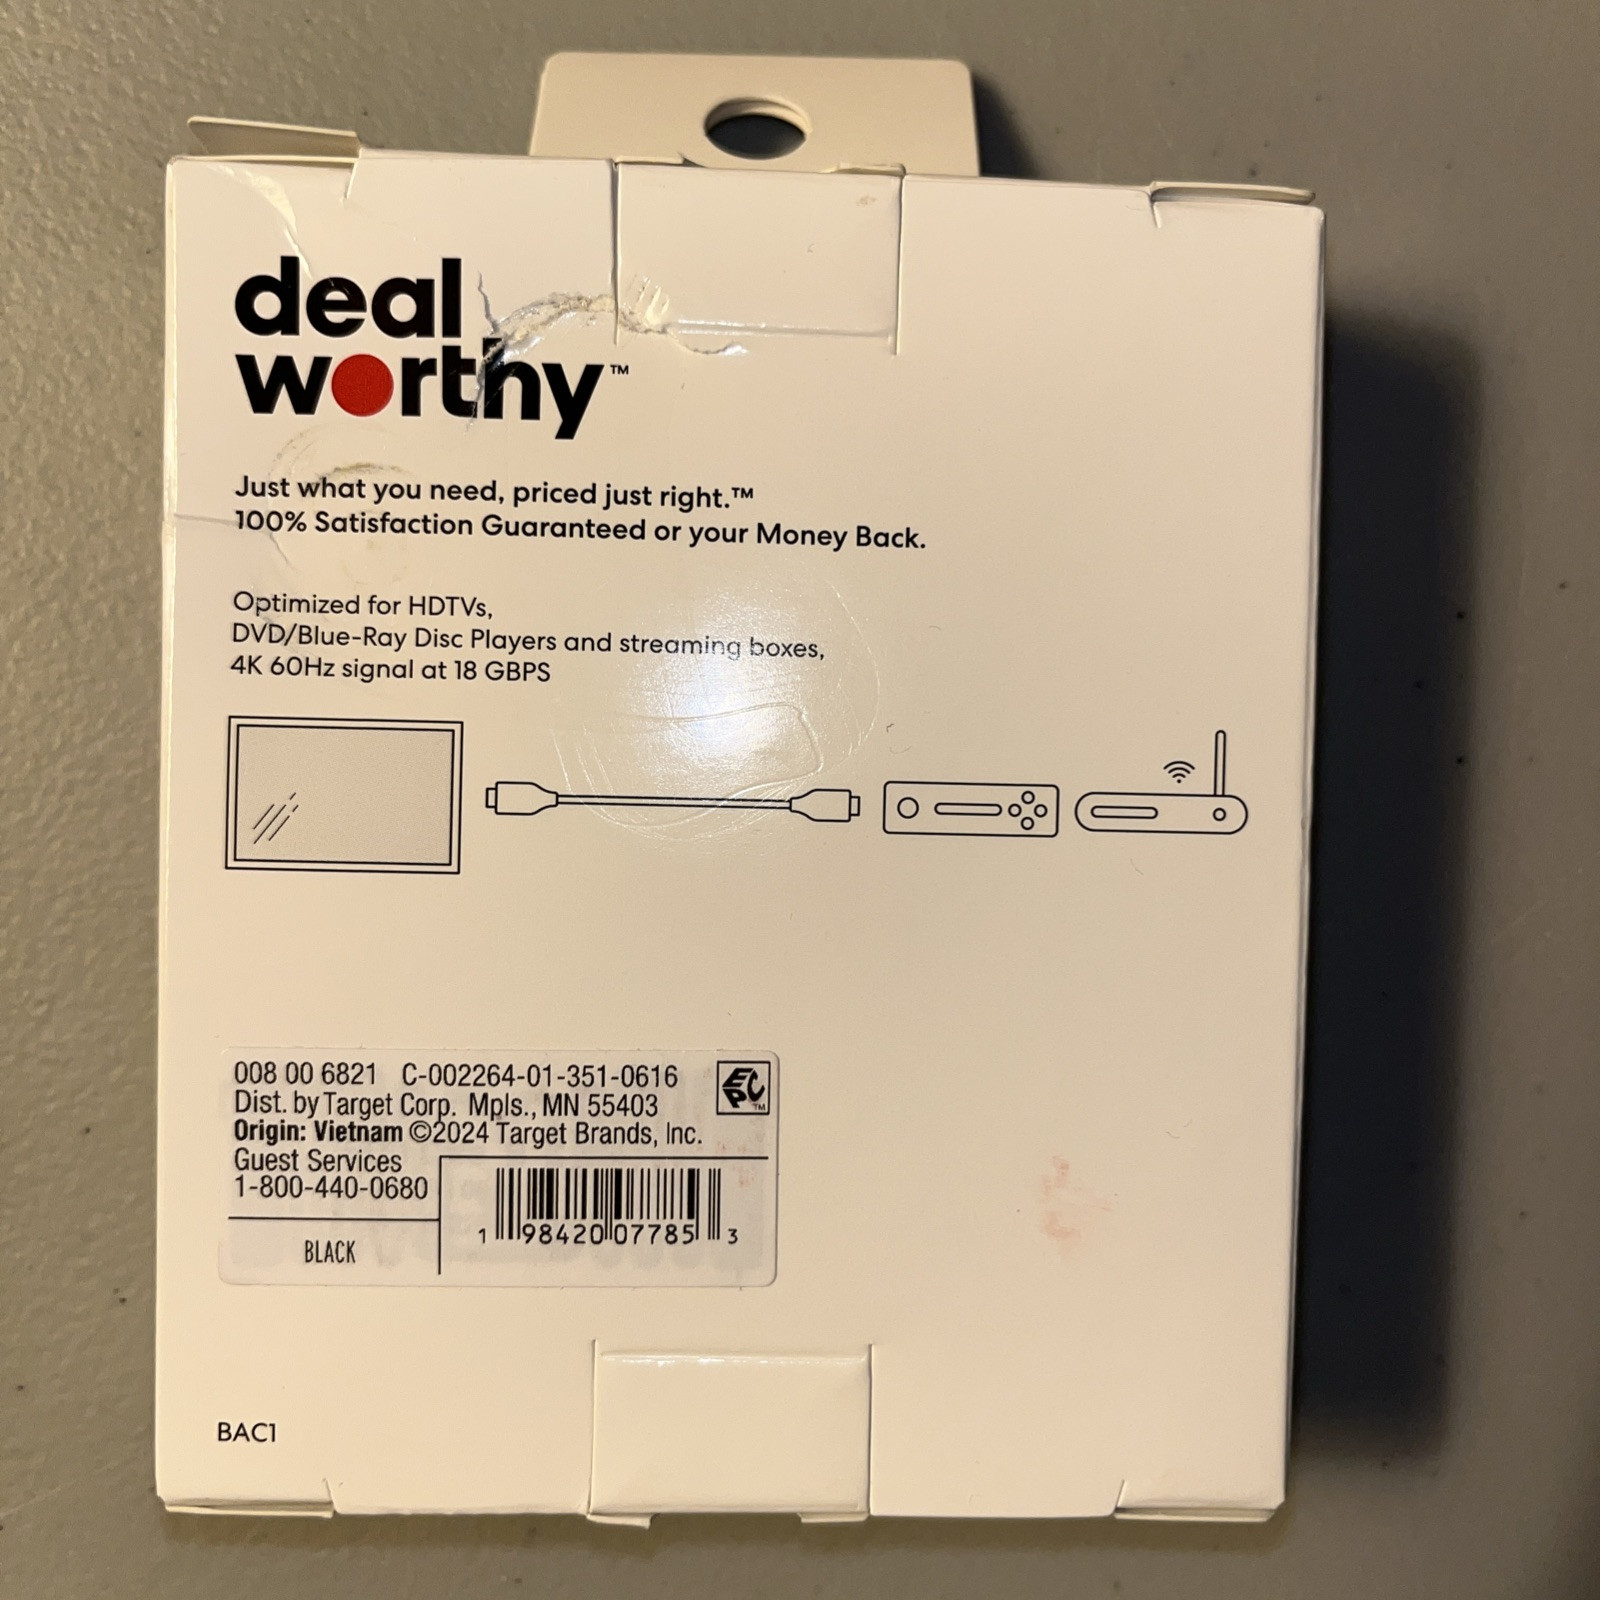 deal
worthy™
Just what you need, priced just right.™
100% Satisfaction Guaranteed or your Money Back.
Optimized for HDTVs,
DVD/Blue-Ray Disc Players and streaming boxes,
4K 60Hz signal at 18 GBPS
008 00 6821 C-002264-01-351-0616
Dist. by Target Corp. Mpls., MN 55403
Origin: Vietnam ©2024 Target Brands, Inc.
Guest Services
1-800-440-0680
EPC™
BLACK
1 98420 07785 3
BAC1